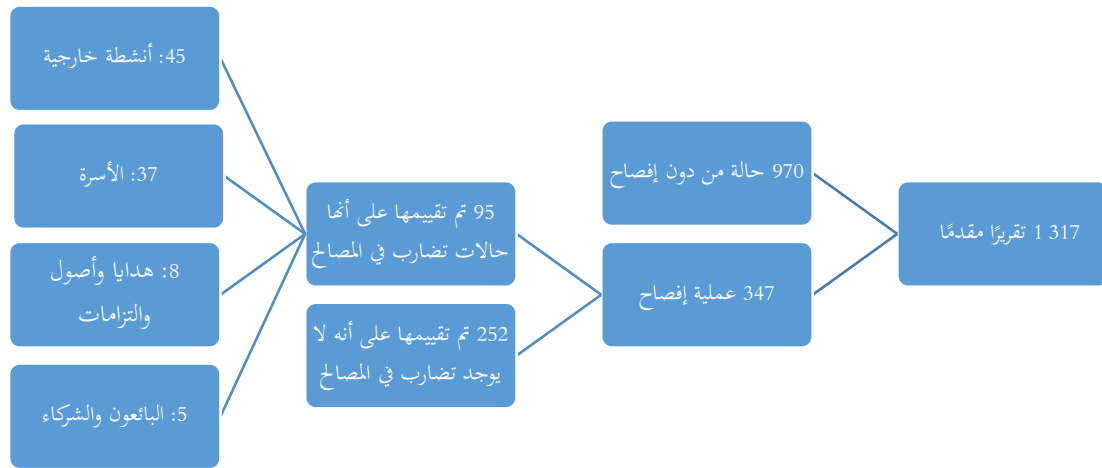 1 317 تقريرًا مقدمًا
970 حالة من دون إفصاح
347 عملية إفصاح
95 تم تقييمها على أنها
حالات تضارب في المصالح
252 تم تقييمها على أنه لا
يوجد تضارب في المصالح
45: أنشطة خارجية
37: الأسرة
8: هدايا وأصول
والتزامات
5: البائعون والشركاء